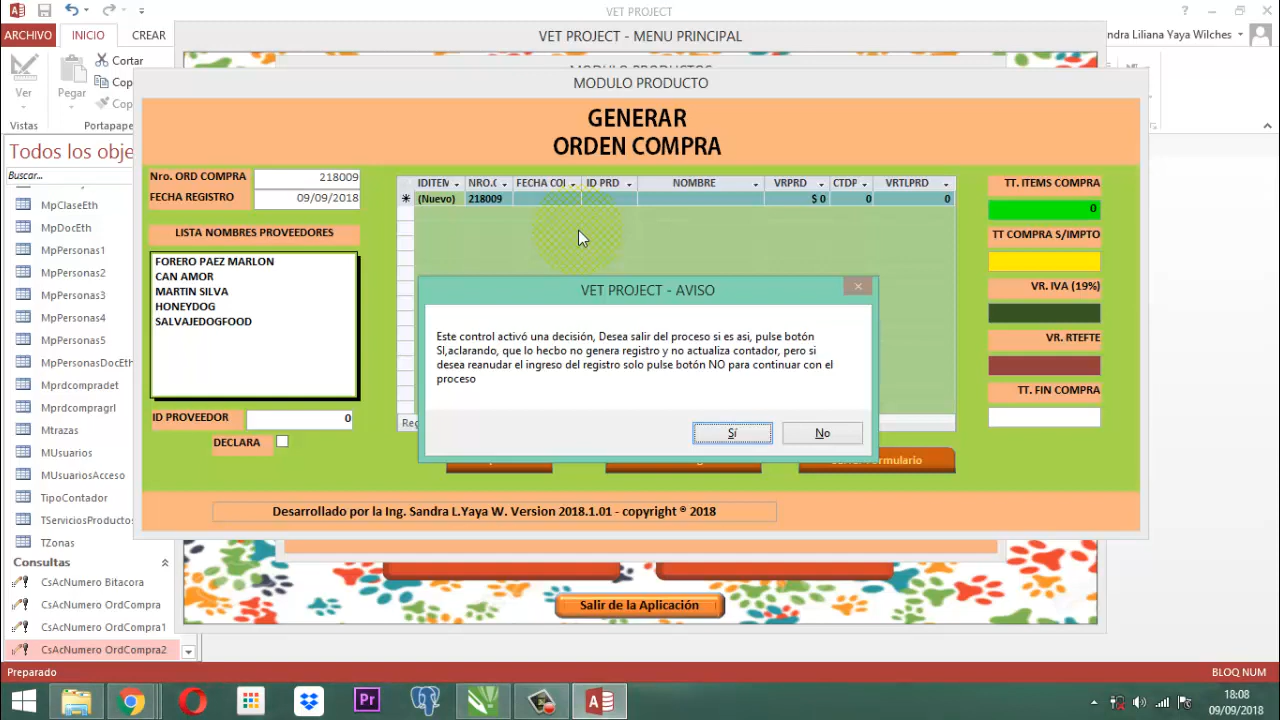 VET PROJECT
ARCHIVO
INICIO
CREAR
ndra Liliana Yaya Wilches
Ver
Pegar
Cortar
Cop
Cop
Vistas
Portapape
VET PROJECT - MENU PRINCIPAL
MODULO PRODUCTO
GENERAR
ORDEN COMPRA
Todos los obje
Buscar...
MpClaseEth
MpDocEth
MpPersonas1
MpPersonas2
MpPersonas3
MpPersonas4
MpPersonas5
MpPersonasDocEth
Mprdcompradet
Mprdcompragrl
Mtrazas
MUsuarios
MUsuariosAcceso
TipoContador
TServiciosProductos
TZonas
Consultas
CsAcNumero Bitacora
CsAcNumero OrdCompra
CsAcNumero OrdCompra1
CsAcNumero OrdCompra2
Nro. ORD COMPRA 218009
FECHA REGISTRO 09/09/2018
LISTA NOMBRES PROVEEDORES
FORERO PAEZ MARLON
CAN AMOR
MARTIN SILVA
HONEYDOG
SALVAJEDOGFOOD
ID PROVEEDOR 0
DECLARA
IDITEN NRO.C FECHA COI ID PRD NOMBRE VRPRD CTDP VRTLPRD
(Nuevo) 218009 $ 0 0 0
Reg
TT. ITEMS COMPRA
0
TT COMPRA S/IMPTO
VR. IVA (19%)
VR. RTEFTE
TT. FIN COMPRA
VET PROJECT - AVISO
Este control activó una decisión, Desea salir del proceso si es asi, pulse botón
SI,aclarando, que lo hecbo no genera registro y no actualiza contador, pero si
desea reanudar el ingreso del registro solo pulse botón NO para continuar con el
proceso
Sí
No
Desarrollado por la Ing. Sandra L.Yaya W. Version 2018.1.01 - copyright ® 2018
Salir de la Aplicación
Preparado
BLOQ NUM
Pr
18:08
09/09/2018